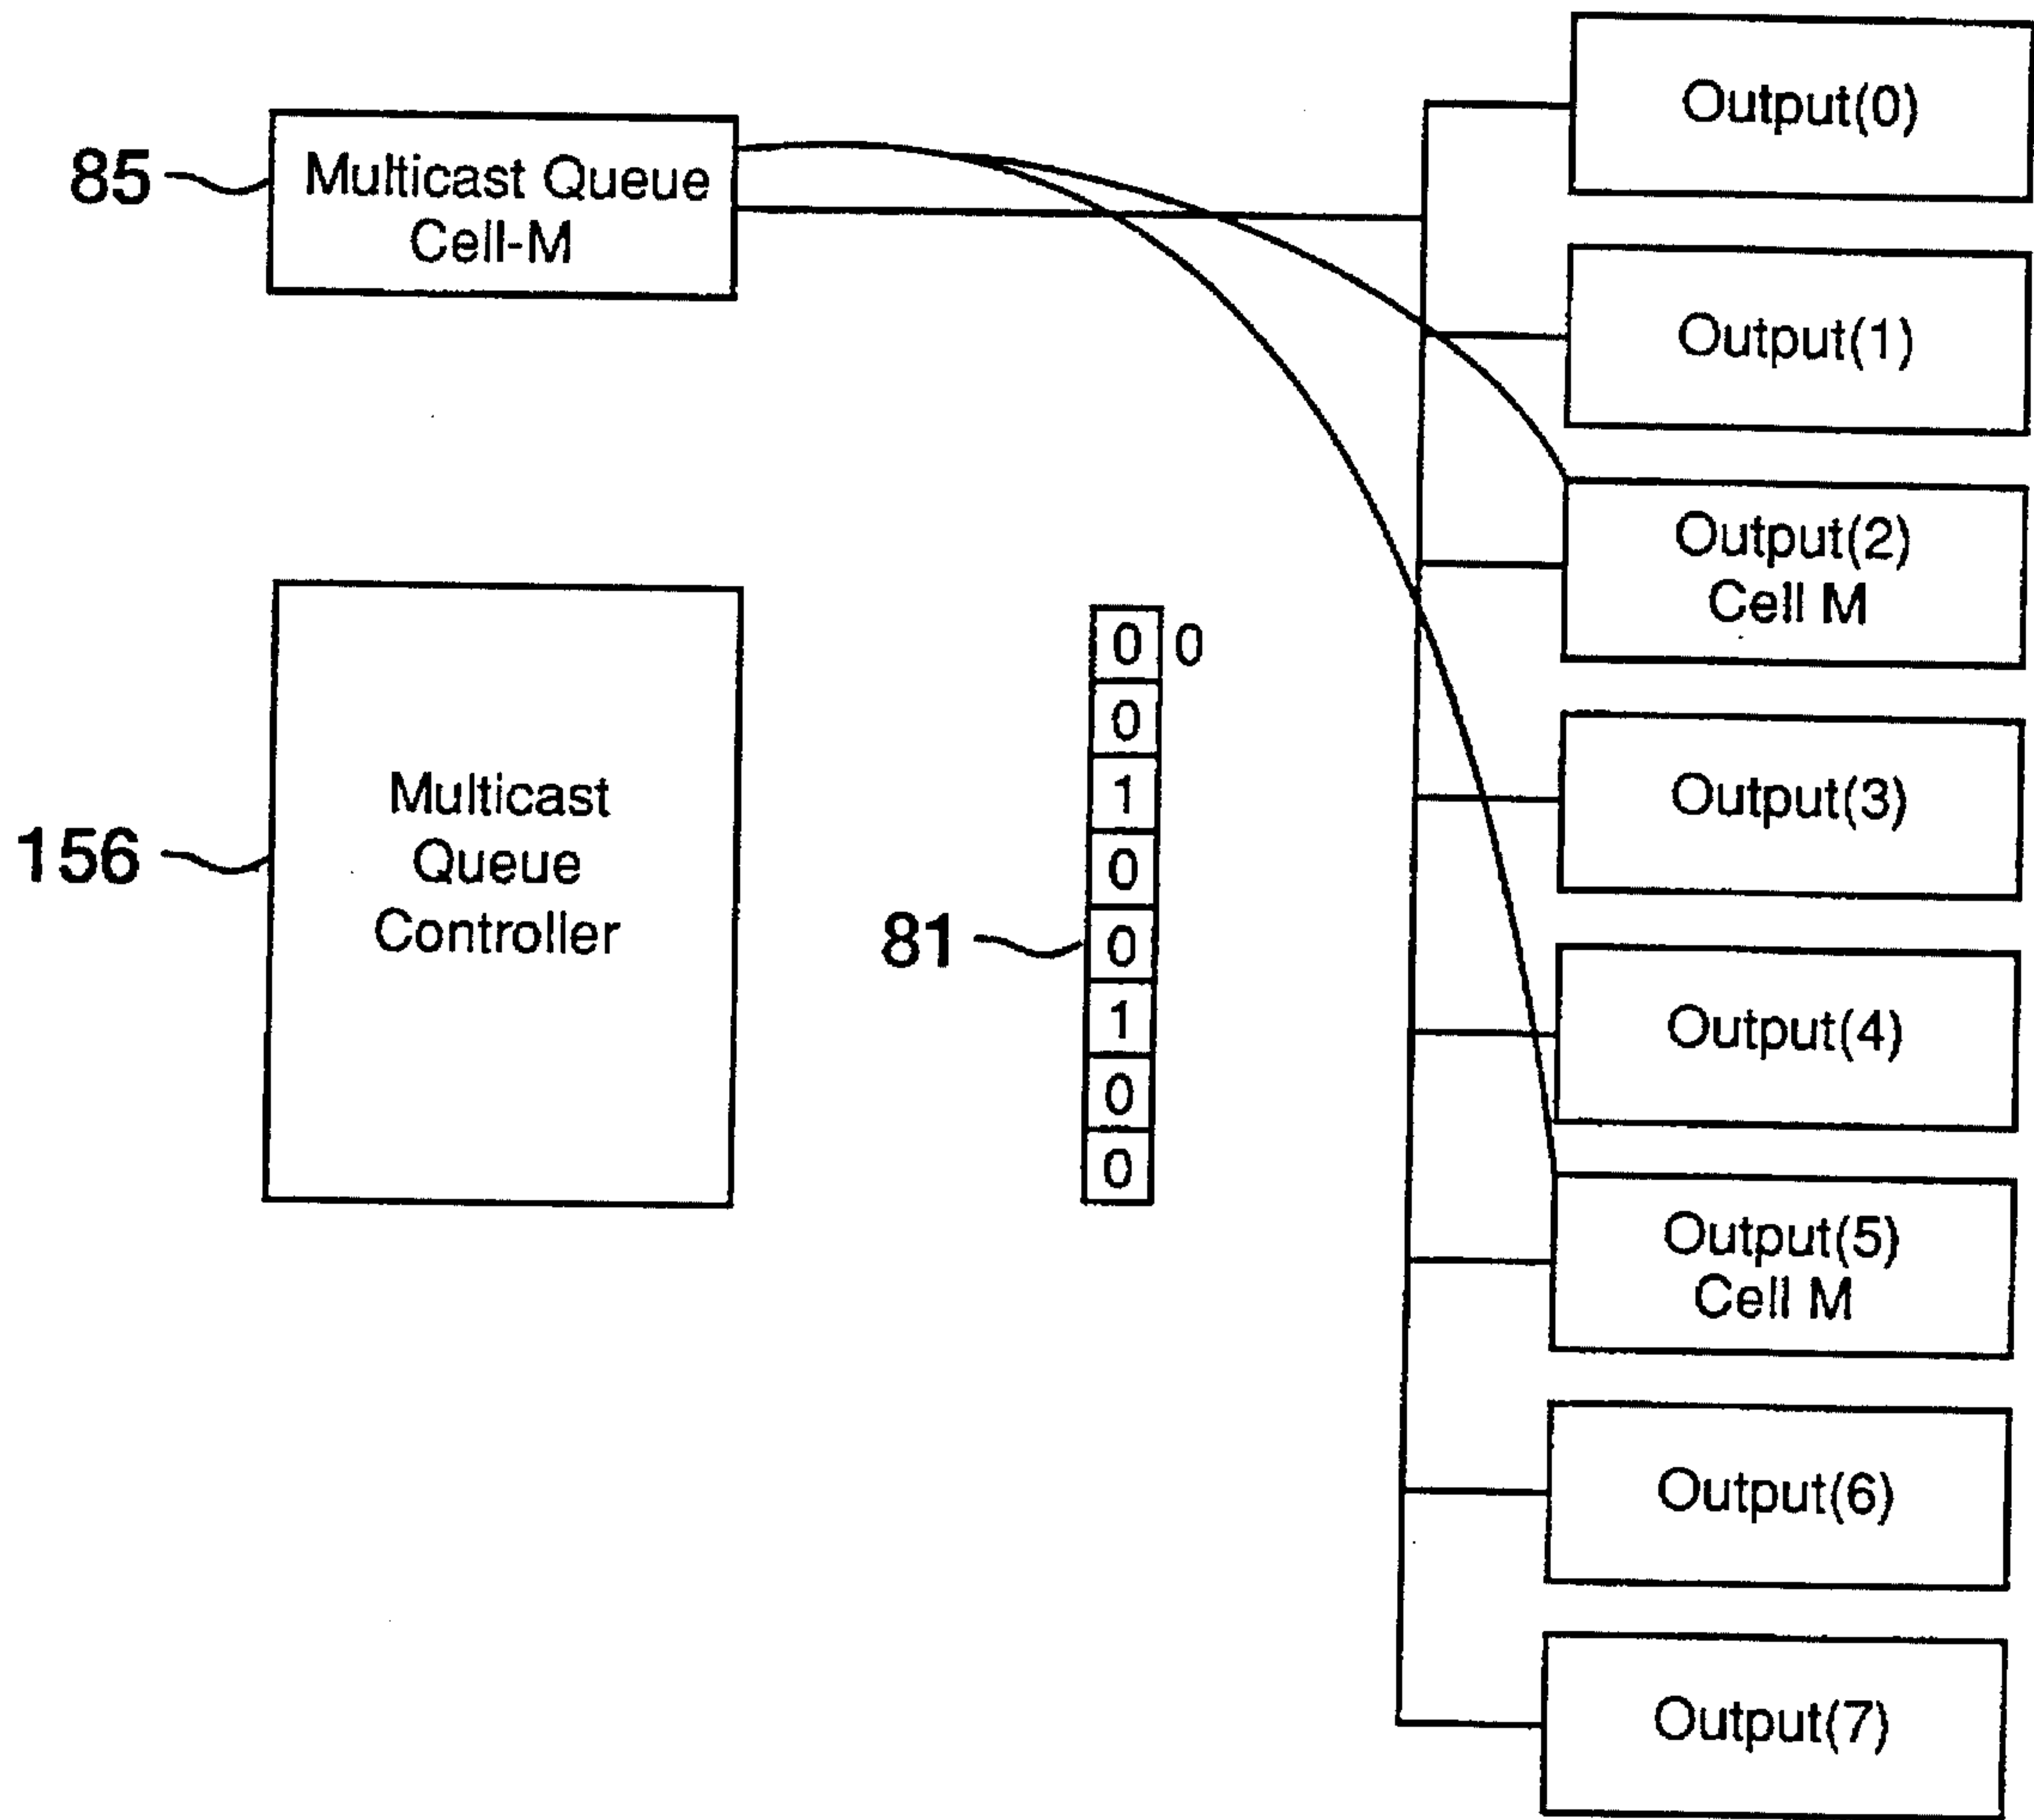 85
Multicast Queue
Cell-M
156
Multicast
Queue
Controller
81
0 0
0
1
0
0
1
0
0
Output(0)
Output(1)
Output(2)
Cell M
Output(3)
Output(4)
Output(5)
Cell M
Output(6)
Output(7)